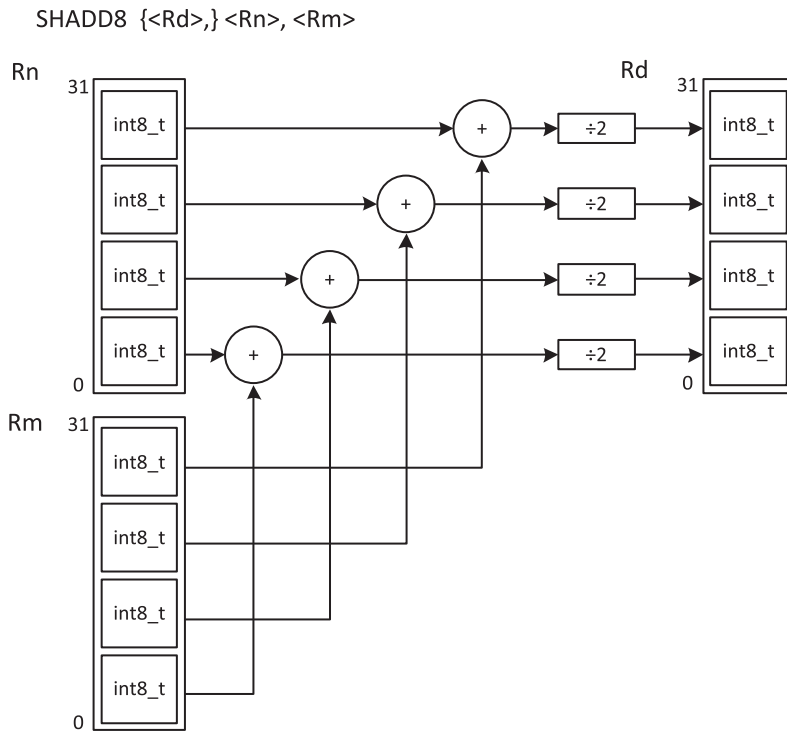 SHADD8 {<Rd>,} <Rn>, <Rm>
Rn
Rd
31
31
int8_t
+
÷2
int8_t
int8_t
+
÷2
int8_t
int8_t
+
÷2
int8_t
int8_t
+
÷2
int8_t
0
0
Rm
31
int8_t
int8_t
int8_t
int8_t
0